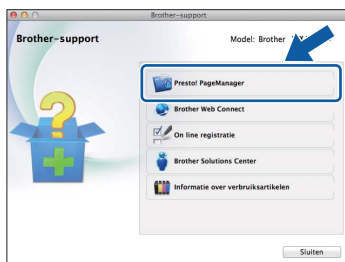 Brother-support
Brother-support
Model: Brother
Presto! PageManager
Brother Web Connect
On line registratie
Brother Solutions Center
Informatie over verbruiksartikelen
Sluiten